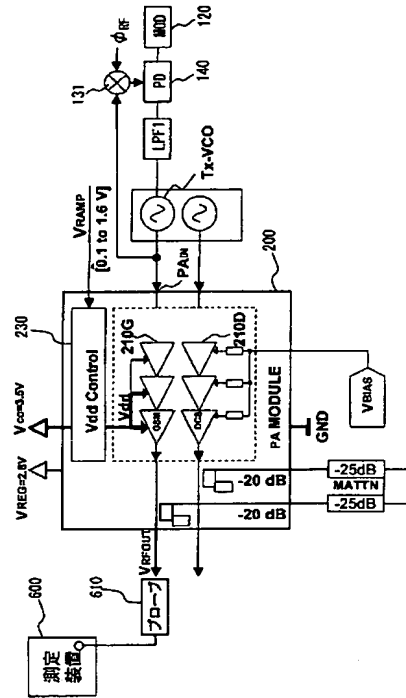 600
測定
装置
610
プローブ
VRFOUT
VREG=2.8V
Vcc=3.5V
230
VRAMP
[0.1 to 1.6 V]
Vdd Control
Vdd
210G
GSM
DCS
210D
PA MODULE
200
PAIN
Tx-VCO
LPF1
131
ΦRF
PD
140
MOD
120
-20 dB
-20 dB
GND
VBIAS
-25dB
MATTN
-25dB